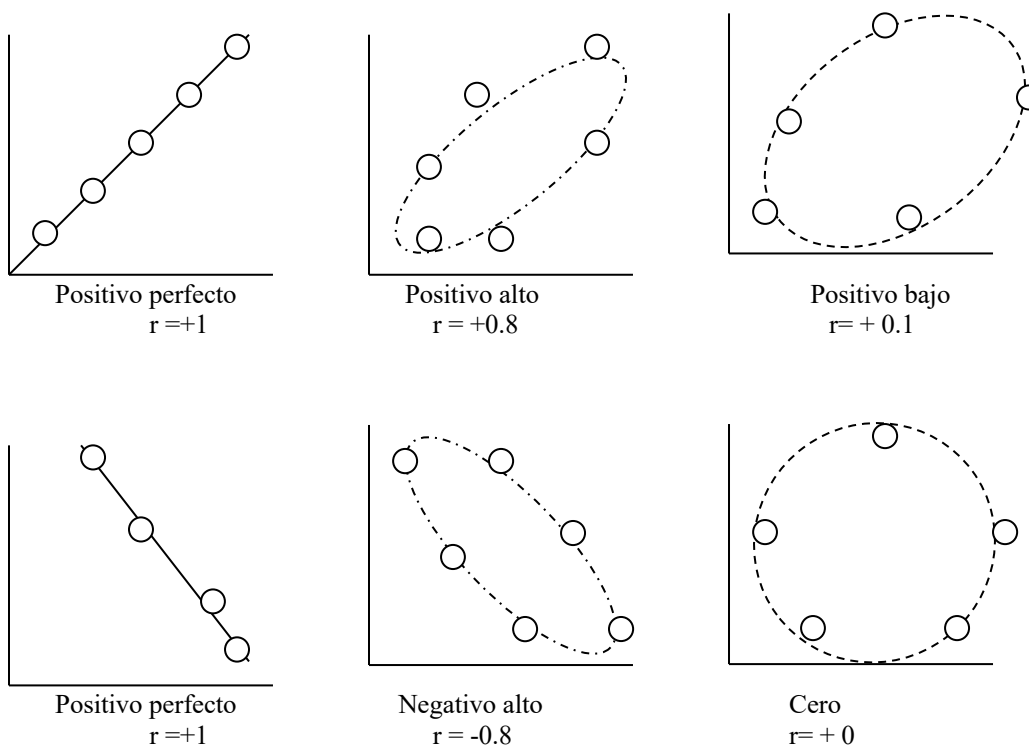 Positivo perfecto
r =+1
Positivo alto
r = +0.8
Positivo bajo
r= + 0.1
Positivo perfecto
r =+1
Negativo alto
r = -0.8
Cero
r= + 0